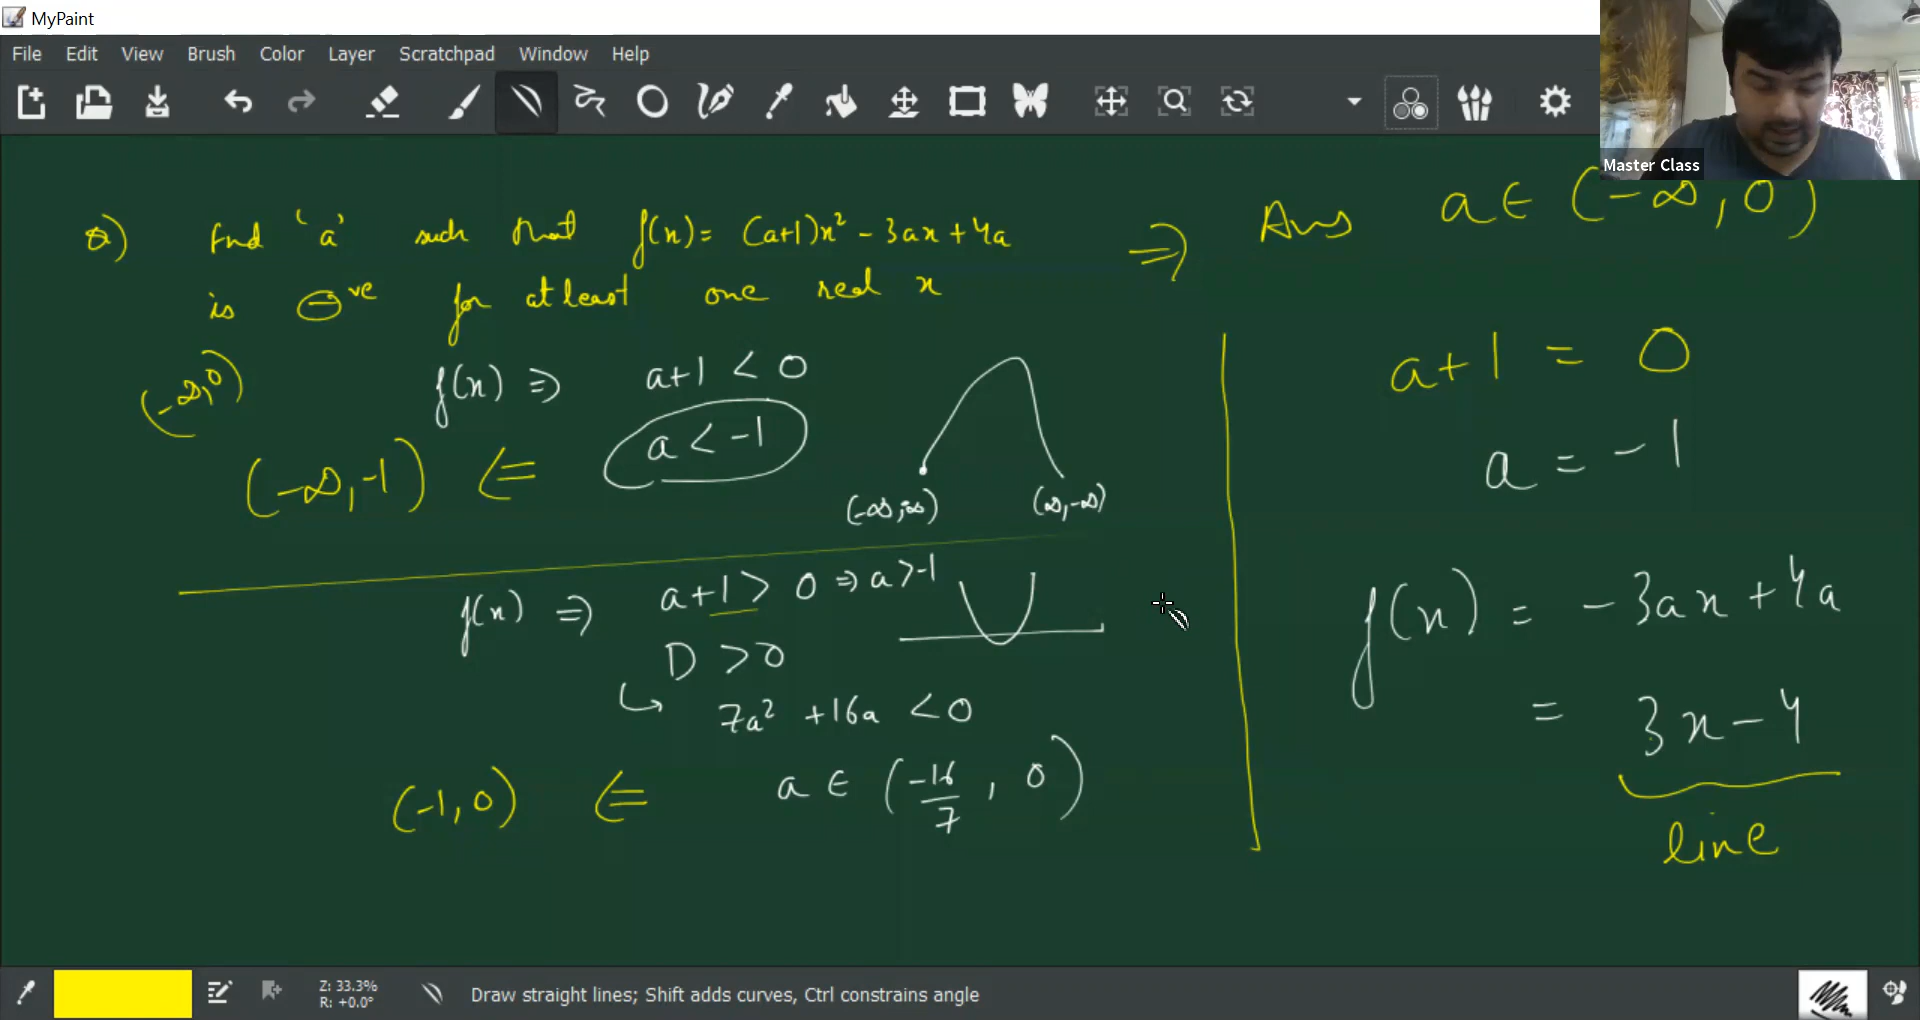 MyPaint
File Edit View Brush Color Layer Scratchpad Window Help
Master Class
Q) find 'a' such that f(x) = (a+1)x² - 3ax + 4a
is ⊖ve for atleast one real x
⇒ Ans a ∈ (-∞, 0)
(-∞, 0)
f(x) ⇒ a+1 < 0
(-∞, -1) ⇐ a < -1
(∞, -∞)
f(x) ⇒ a+1 > 0 ⇒ a > -1
D > 0
↳ 7a² + 16a < 0
(-1, 0) ⇐ a ∈ (-16/7, 0)
a+1 = 0
a = -1
f(x) = -3ax + 4a
= 3x - 4
line
Z: 33.3%
R: +0.0°
Draw straight lines; Shift adds curves, Ctrl constrains angle